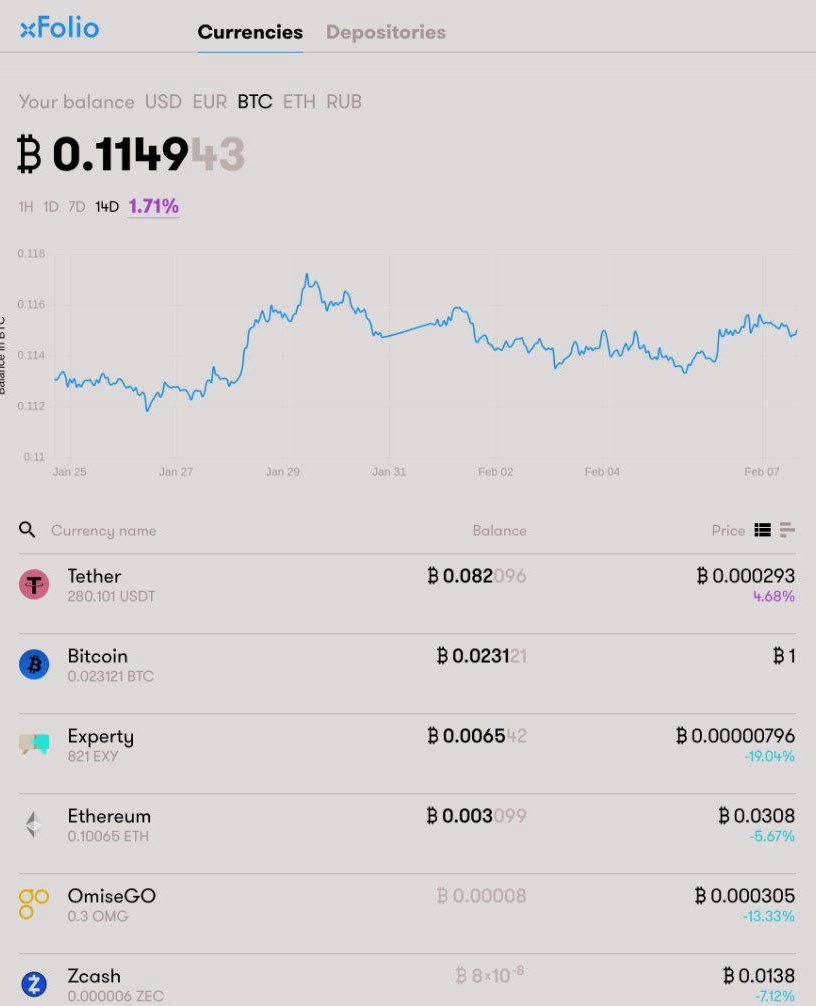 xFolio Currencies Depositories
Your balance USD EUR BTC ETH RUB
₿ 0.114943
1H 1D 7D 14D 1.71%
0.118
0.116
0.114
0.112
0.11
Balance in BTC
Jan 25 Jan 27 Jan 29 Jan 31 Feb 02 Feb 04 Feb 07
Currency name Balance Price
Tether ₿ 0.082096 ₿ 0.000293
280.101 USDT 4.68%
Bitcoin ₿ 0.023121 ₿ 1
0.023121 BTC
Experty ₿ 0.006542 ₿ 0.00000796
821 EXY -19.04%
Ethereum ₿ 0.003099 ₿ 0.0308
0.10065 ETH -5.67%
OmiseGO ₿ 0.00008 ₿ 0.000305
0.3 OMG -13.33%
Zcash ₿ 8×10⁻⁸ ₿ 0.0138
0.000006 ZEC -7.12%